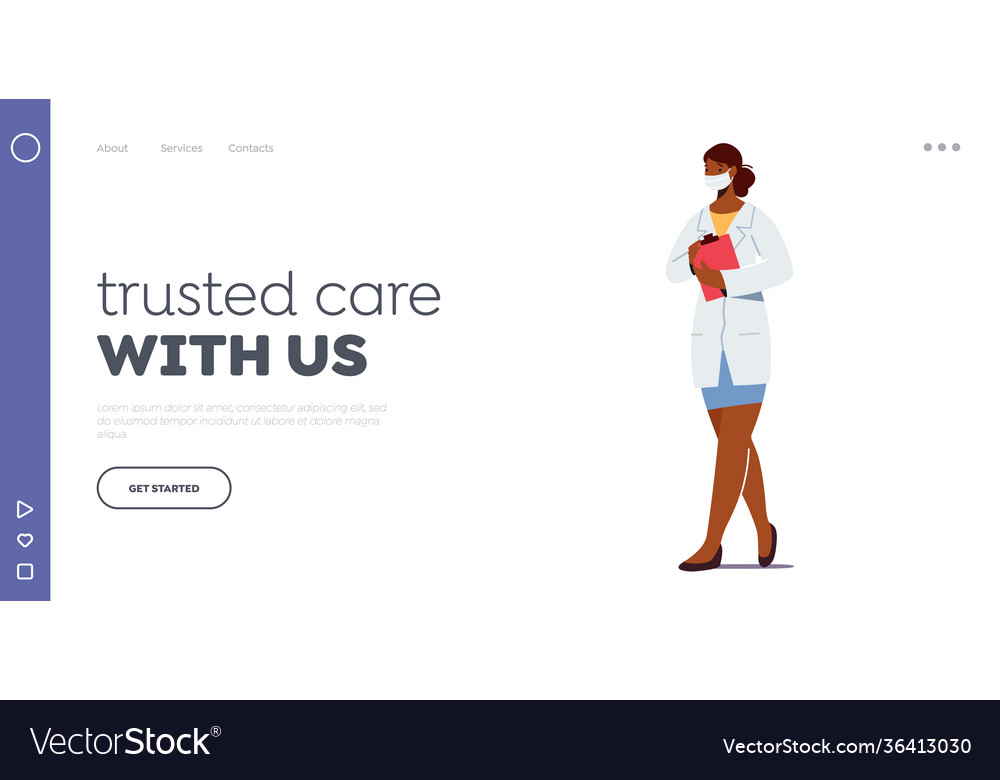 About Services Contacts
trusted care
WITH US
Lorem ipsum dolor sit amet, consectetur adipiscing elit, sed
do eiusmod tempor incididunt ut labore et dolore magna
aliqua.
GET STARTED
VectorStock®
VectorStock.com/36413030